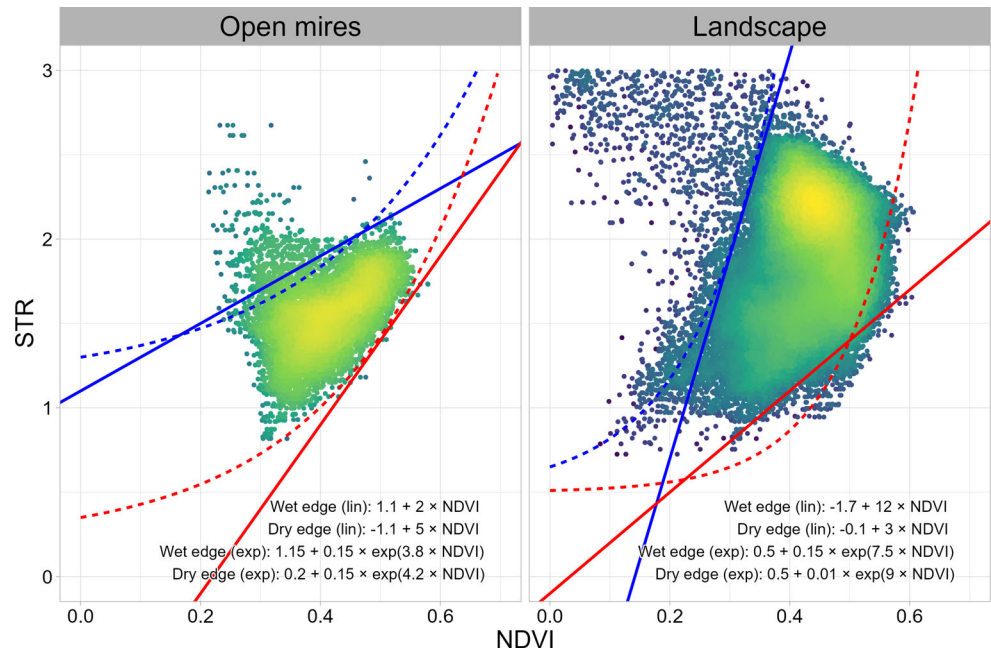 Open mires
Landscape
3
2
1
0
STR
Wet edge (lin): 1.1 + 2 × NDVI
Dry edge (lin): -1.1 + 5 × NDVI
Wet edge (exp): 1.15 + 0.15 × exp(3.8 × NDVI)
Dry edge (exp): 0.2 + 0.15 × exp(4.2 × NDVI)
Wet edge (lin): -1.7 + 12 × NDVI
Dry edge (lin): -0.1 + 3 × NDVI
Wet edge (exp): 0.5 + 0.15 × exp(7.5 × NDVI)
Dry edge (exp): 0.5 + 0.01 × exp(9 × NDVI)
0.0 0.2 0.4 0.6
0.0 0.2 0.4 0.6
NDVI